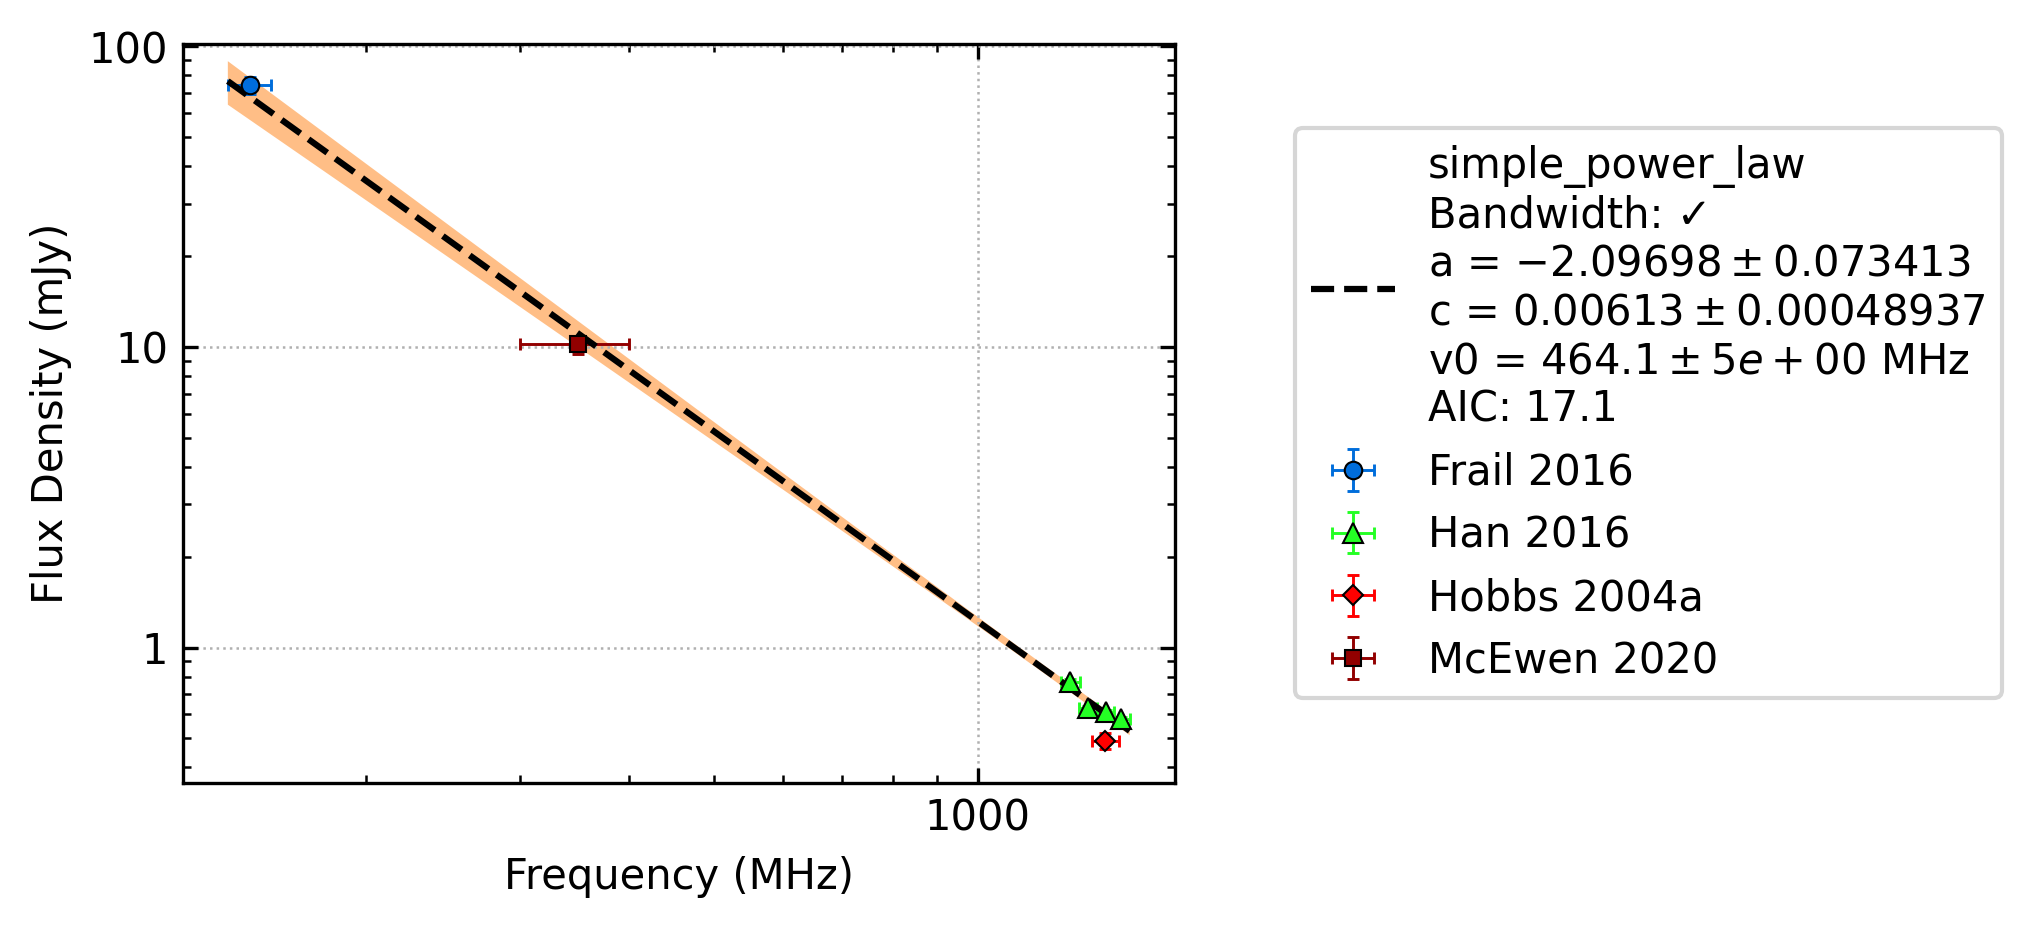 100
10
1
Flux Density (mJy)
1000
Frequency (MHz)
simple_power_law
Bandwidth: ✓
a = −2.09698 ± 0.073413
c = 0.00613 ± 0.00048937
v0 = 464.1 ± 5e + 00 MHz
AIC: 17.1
Frail 2016
Han 2016
Hobbs 2004a
McEwen 2020